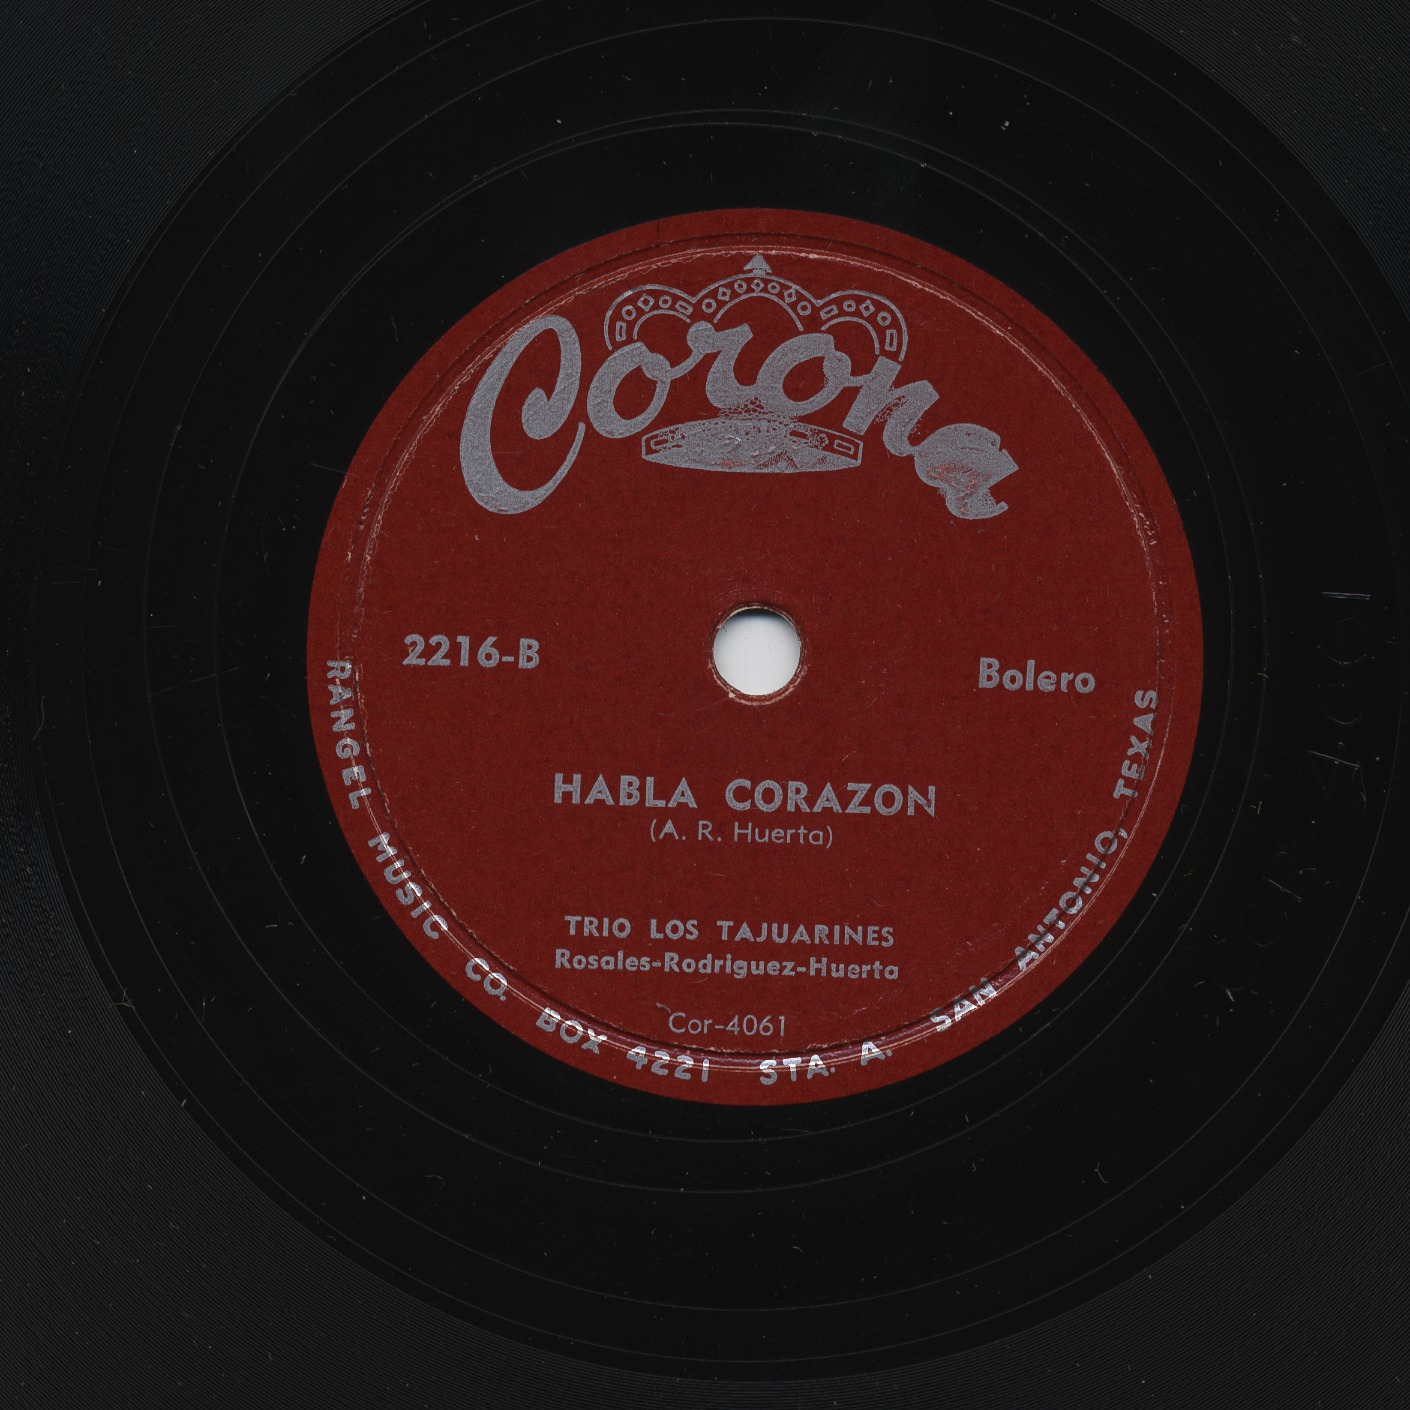 Corona
2216-B
Bolero
HABLA CORAZON
(A. R. Huerta)
TRIO LOS TAJUARINES
Rosales-Rodriguez-Huerta
Cor-4061
RANGEL MUSIC CO. BOX 4221 STA. A. SAN ANTONIO, TEXAS